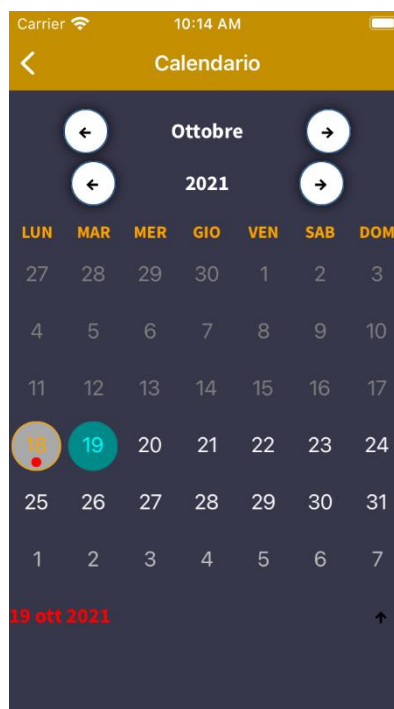 Carrier 10:14 AM
Calendario
← Ottobre →
← 2021 →
LUN MAR MER GIO VEN SAB DOM
27 28 29 30 1 2 3
4 5 6 7 8 9 10
11 12 13 14 15 16 17
18 19 20 21 22 23 24
25 26 27 28 29 30 31
1 2 3 4 5 6 7
19 ott 2021 ↑